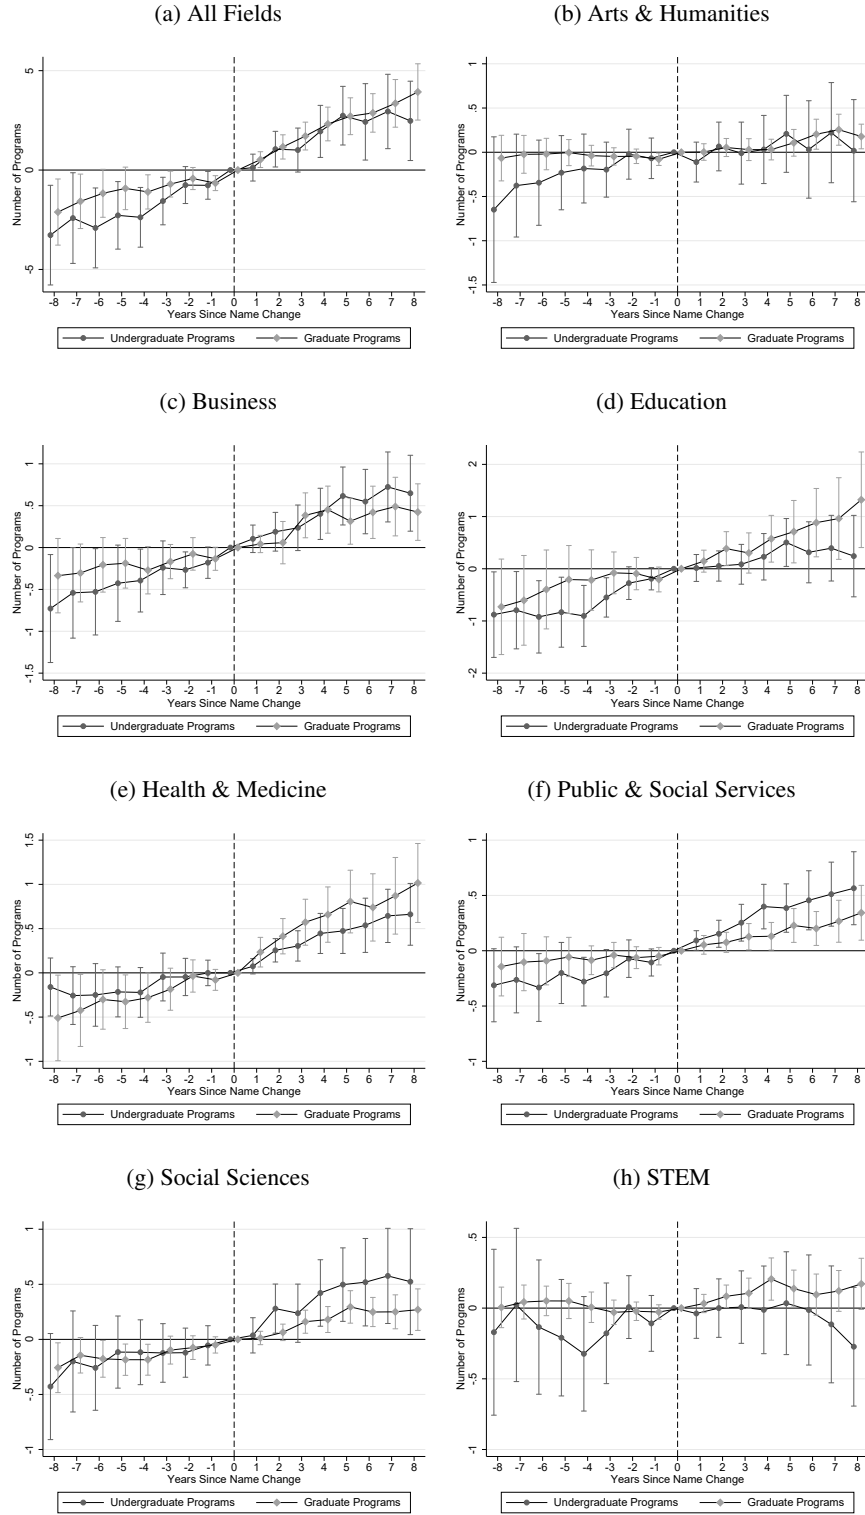 (a) All Fields
Number of Programs
5
0
-5
-8 -7 -6 -5 -4 -3 -2 -1 0 1 2 3 4 5 6 7 8
Years Since Name Change
Undergraduate Programs Graduate Programs
(b) Arts & Humanities
Number of Programs
1
.5
0
-.5
-1
-1.5
-8 -7 -6 -5 -4 -3 -2 -1 0 1 2 3 4 5 6 7 8
Years Since Name Change
Undergraduate Programs Graduate Programs
(c) Business
Number of Programs
1
.5
0
-.5
-1
-1.5
-8 -7 -6 -5 -4 -3 -2 -1 0 1 2 3 4 5 6 7 8
Years Since Name Change
Undergraduate Programs Graduate Programs
(d) Education
Number of Programs
2
1
0
-1
-2
-8 -7 -6 -5 -4 -3 -2 -1 0 1 2 3 4 5 6 7 8
Years Since Name Change
Undergraduate Programs Graduate Programs
(e) Health & Medicine
Number of Programs
1.5
1
.5
0
-.5
-1
-8 -7 -6 -5 -4 -3 -2 -1 0 1 2 3 4 5 6 7 8
Years Since Name Change
Undergraduate Programs Graduate Programs
(f) Public & Social Services
Number of Programs
1
.5
0
-.5
-1
-8 -7 -6 -5 -4 -3 -2 -1 0 1 2 3 4 5 6 7 8
Years Since Name Change
Undergraduate Programs Graduate Programs
(g) Social Sciences
Number of Programs
1
.5
0
-.5
-1
-8 -7 -6 -5 -4 -3 -2 -1 0 1 2 3 4 5 6 7 8
Years Since Name Change
Undergraduate Programs Graduate Programs
(h) STEM
Number of Programs
.5
0
-.5
-1
-8 -7 -6 -5 -4 -3 -2 -1 0 1 2 3 4 5 6 7 8
Years Since Name Change
Undergraduate Programs Graduate Programs